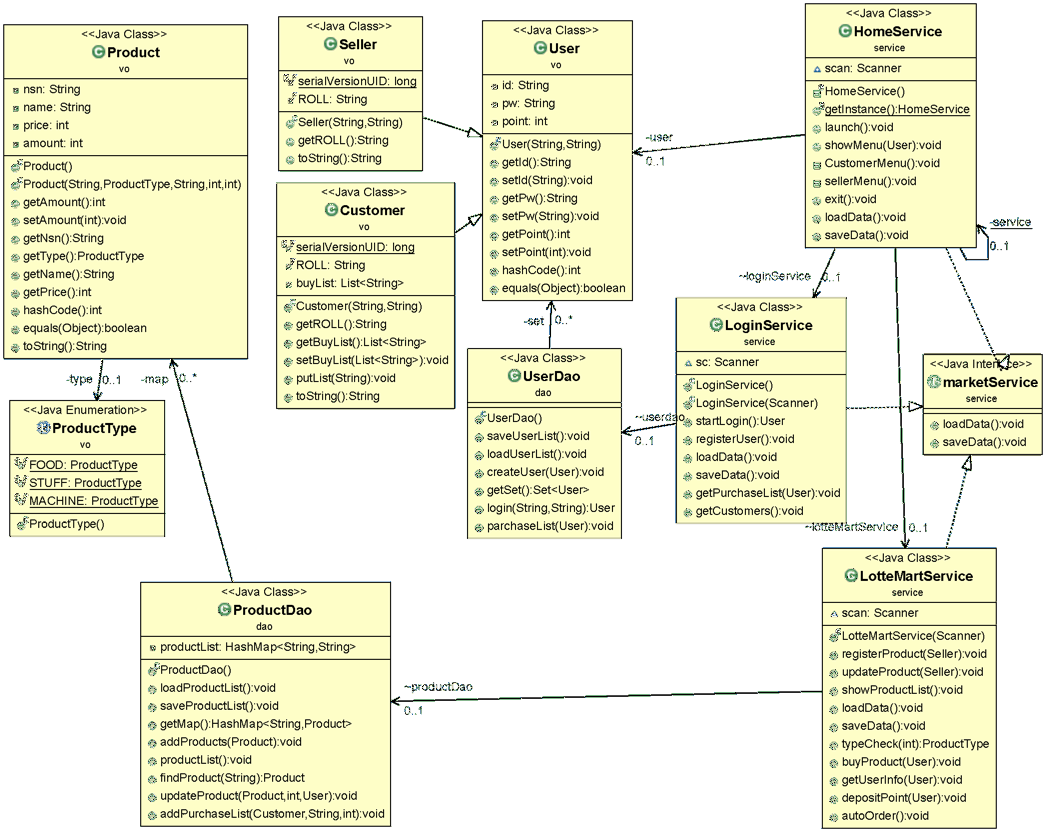 <<Java Class>>
Product
vo
nsn: String
name: String
price: int
amount: int
Product()
Product(String,ProductType,String,int,int)
getAmount():int
setAmount(int):void
getNsn():String
getType():ProductType
getName():String
getPrice():int
hashCode():int
equals(Object):boolean
toString():String
<<Java Class>>
Seller
vo
serialVersionUID: long
ROLL: String
Seller(String,String)
getROLL():String
toString():String
<<Java Class>>
Customer
vo
serialVersionUID: long
ROLL: String
buyList: List<String>
Customer(String,String)
getROLL():String
getBuyList():List<String>
setBuyList(List<String>):void
putList(String):void
toString():String
<<Java Class>>
User
vo
id: String
pw: String
point: int
User(String,String)
getId():String
setId(String):void
getPw():String
setPw(String):void
getPoint():int
setPoint(int):void
hashCode():int
equals(Object):boolean
-user
0..1
<<Java Class>>
HomeService
service
scan: Scanner
HomeService()
getInstance():HomeService
launch():void
showMenu(User):void
CustomerMenu():void
sellerMenu():void
exit():void
loadData():void
saveData():void
-service
0..1
~loginService
0..1
-set
0..*
<<Java Class>>
LoginService
service
sc: Scanner
LoginService()
LoginService(Scanner)
startLogin():User
registerUser():void
loadData():void
saveData():void
getPurchaseList(User):void
getCustomers():void
<<Java Interface>>
marketService
service
loadData():void
saveData():void
<<Java Class>>
UserDao
dao
UserDao()
saveUserList():void
loadUserList():void
createUser(User):void
getSet():Set<User>
login(String,String):User
parchaseList(User):void
~userdao
0..1
-type
0..1
-map
0..*
<<Java Enumeration>>
ProductType
vo
FOOD: ProductType
STUFF: ProductType
MACHINE: ProductType
ProductType()
~lotteMartService
0..1
<<Java Class>>
LotteMartService
service
scan: Scanner
LotteMartService(Scanner)
registerProduct(Seller):void
updateProduct(Seller):void
showProductList():void
loadData():void
saveData():void
typeCheck(int):ProductType
buyProduct(User):void
getUserInfo(User):void
depositPoint(User):void
autoOrder():void
<<Java Class>>
ProductDao
dao
productList: HashMap<String,String>
ProductDao()
loadProductList():void
saveProductList():void
getMap():HashMap<String,Product>
addProducts(Product):void
productList():void
findProduct(String):Product
updateProduct(Product,int,User):void
addPurchaseList(Customer,String,int):void
~productDao
0..1